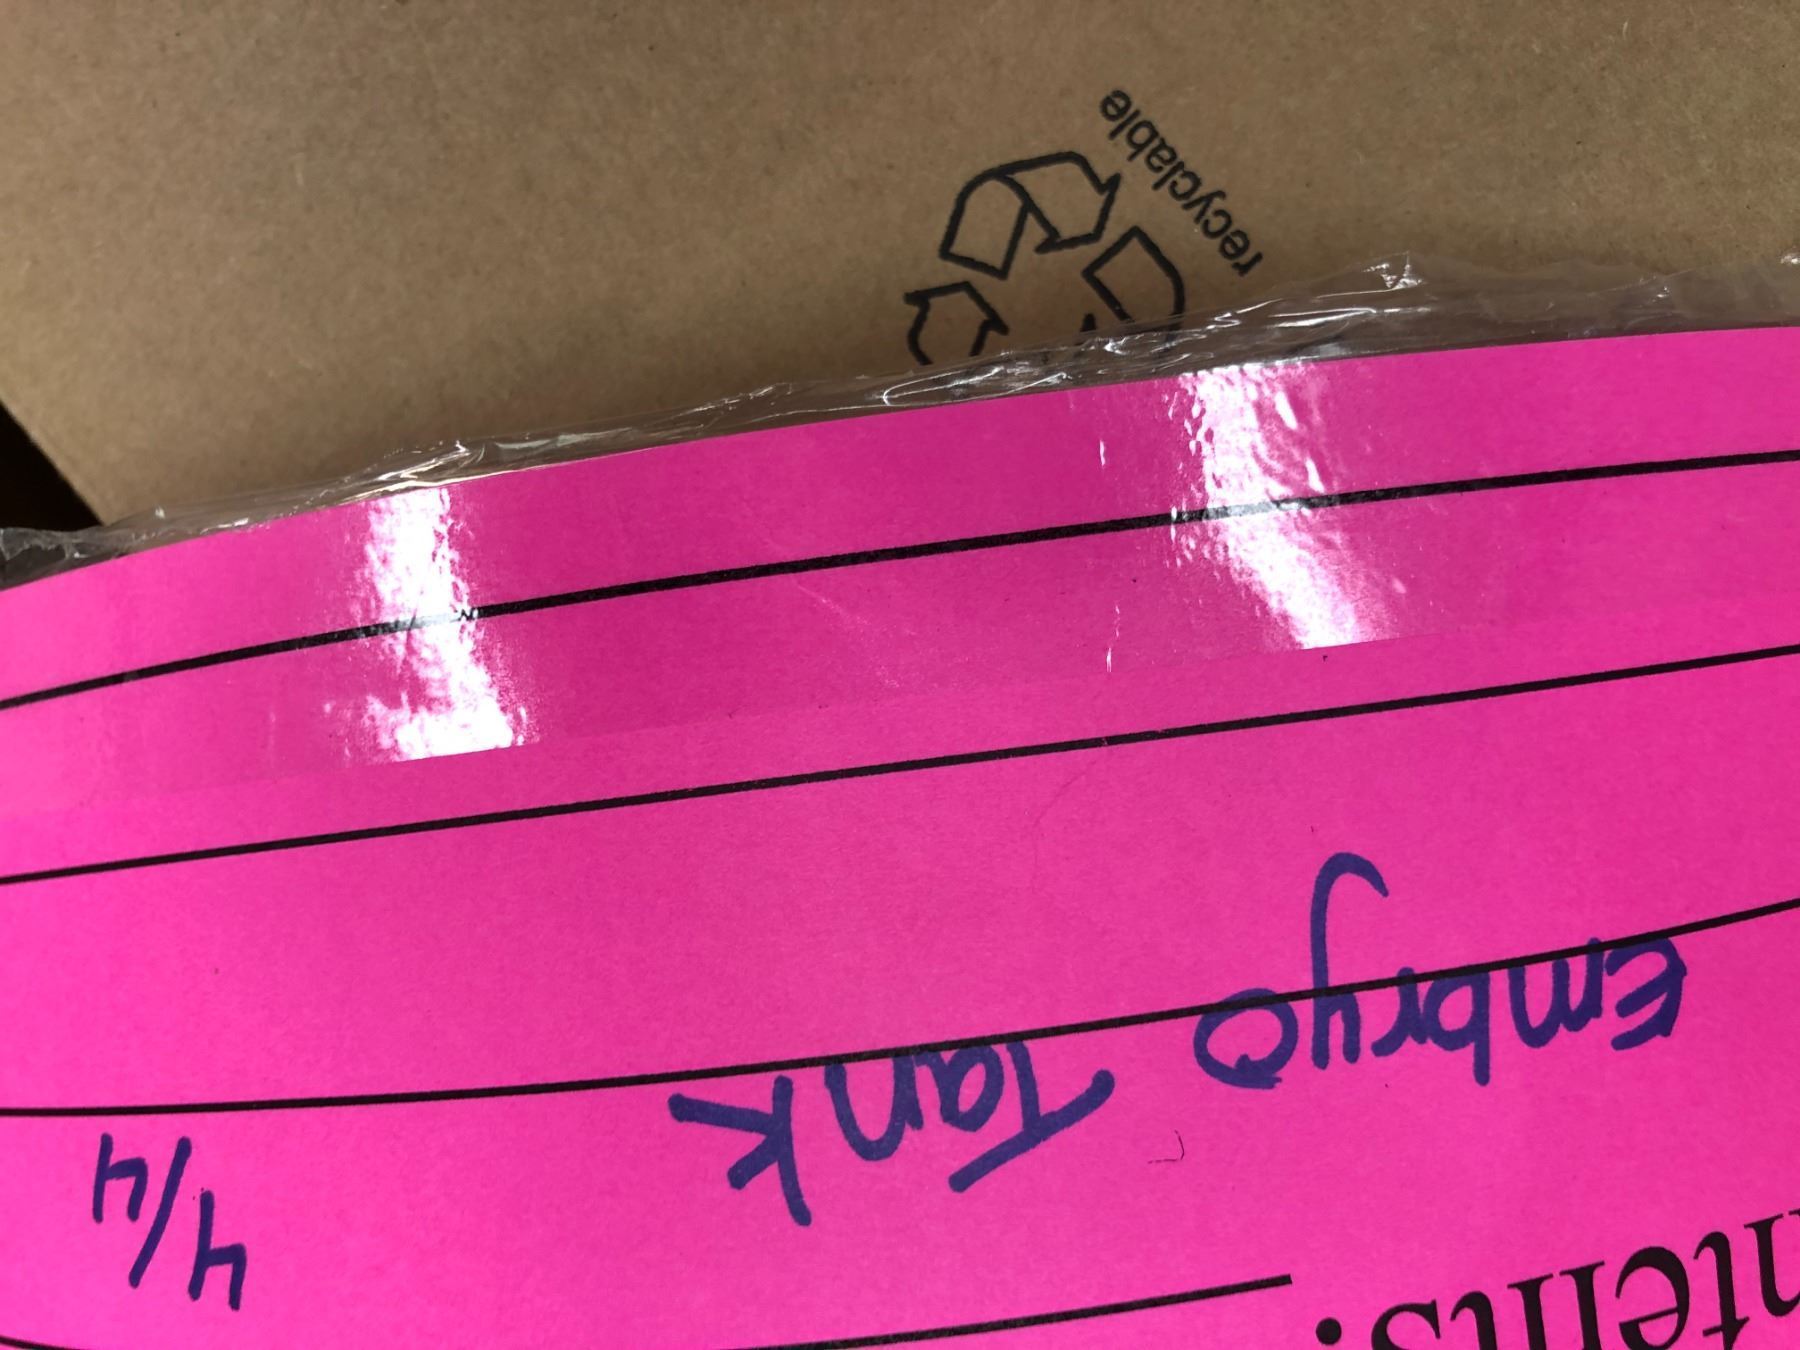 ntents:
Embryo Tank 4/4
recyclable